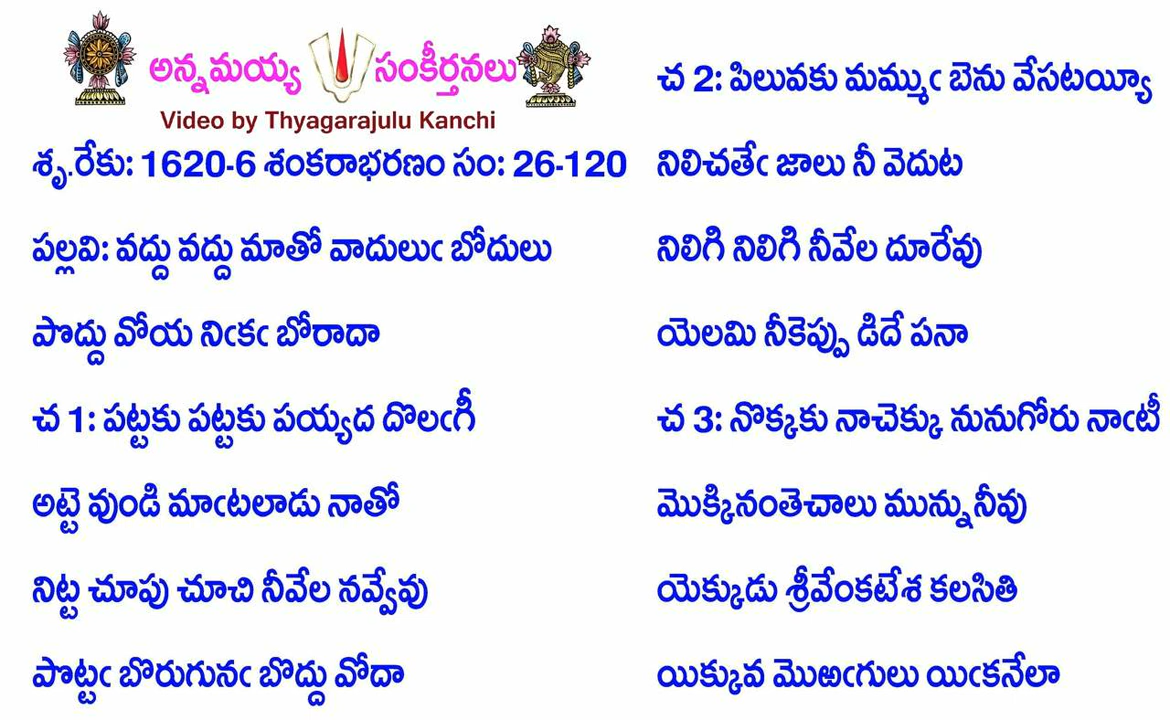 అన్నమయ్య సంకీర్తనలు
Video by Thyagarajulu Kanchi
శృ.రేకు: 1620-6 శంకరాభరణం సం: 26-120
పల్లవి: వద్దు వద్దు మాతో వాదులుఁ బోదులు
పొద్దు వోయ నిఁకఁ బోరాదా
చ 1: పట్టకు పట్టకు పయ్యద దొలఁగీ
అట్టె వుండి మాఁటలాడు నాతో
నిట్ట చూపు చూచి నీవేల నవ్వేవు
పొట్టఁ బొరుగునఁ బొద్దు వోదా
చ 2: పిలువకు మమ్ముఁ బెను వేసటయ్యీ
నిలిచతేఁ జాలు నీ వెదుట
నిలిగి నిలిగి నీవేల దూరేవు
యెలమి నీకెప్పు డిదే పనా
చ 3: నొక్కకు నాచెక్కు నునుగోరు నాఁటీ
మొక్కినంతెచాలు మున్నునీవు
యెక్కుడు శ్రీవేంకటేశ కలసితి
యిక్కువ మొఱఁగులు యిఁకనేలా